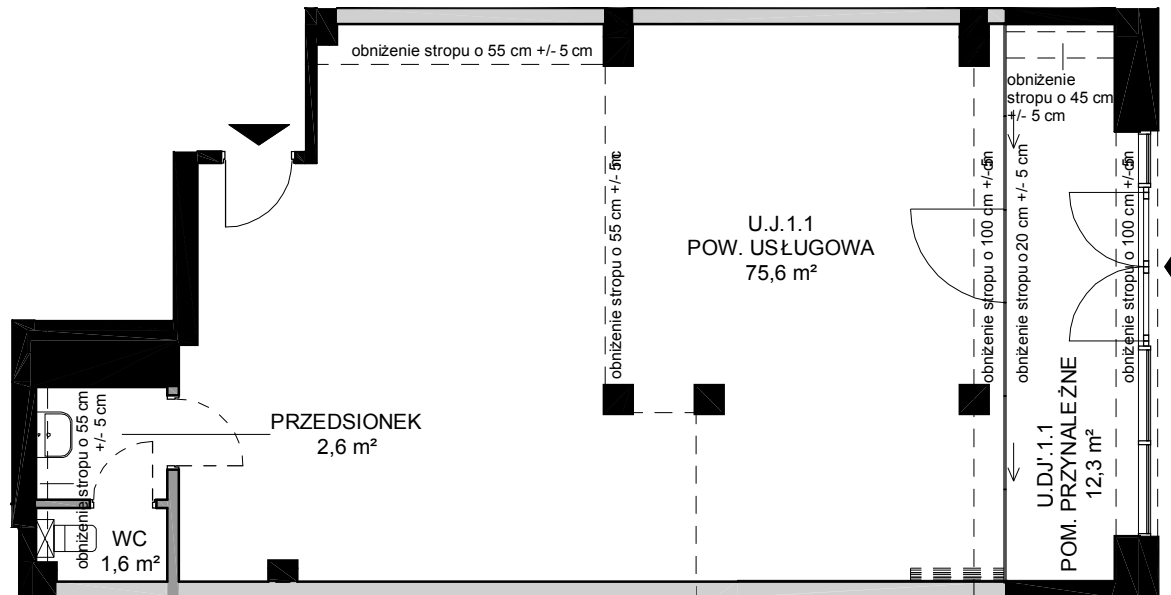 obniżenie stropu o 55 cm +/- 5 cm
obniżenie
stropu o 45 cm
+/- 5 cm
obniżenie stropu o 55 cm +/- 5 cm
U.J.1.1
POW. USŁUGOWA
75,6 m²
obniżenie stropu o 100 cm +/- 5 cm
obniżenie stropu o 20 cm +/- 5 cm
obniżenie stropu o 100 cm +/- 5 cm
U.DJ'.1.1
POM. PRZYNALEŻNE
12,3 m²
PRZEDSIONEK
2,6 m²
obniżenie stropu o 55 cm
+/- 5 cm
WC
1,6 m²